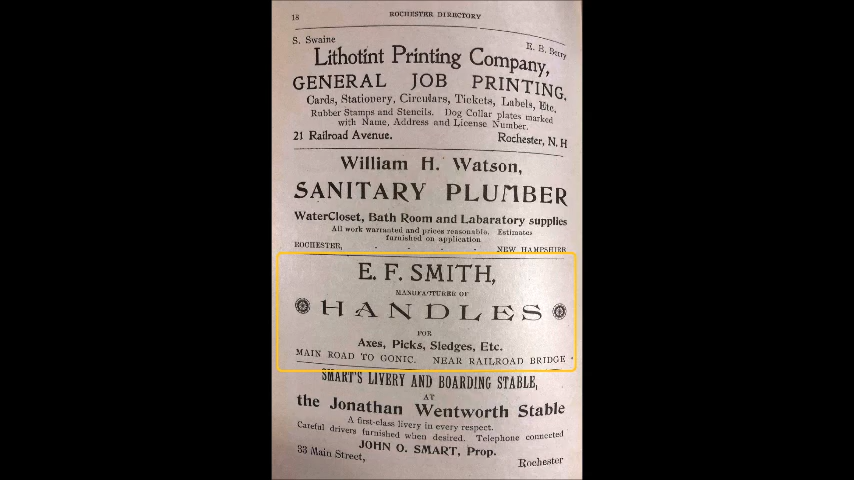 18
ROCHESTER DIRECTORY
S. Swaine
E. B. Berry
Lithotint Printing Company,
GENERAL JOB PRINTING,
Cards, Stationery, Circulars, Tickets, Labels, Etc.
Rubber Stamps and Stencils. Dog Collar plates marked
with Name, Address and License Number.
21 Railroad Avenue. Rochester, N. H
William H. Watson,
SANITARY PLUMBER
WaterCloset, Bath Room and Labaratory supplies
All work warranted and prices reasonable. Estimates
furnished on application
ROCHESTER, - - - - NEW HAMPSHIRE
E. F. SMITH,
MANUFACTURER OF
HANDLES
FOR
Axes, Picks, Sledges, Etc.
MAIN ROAD TO GONIC. NEAR RAILROAD BRIDGE
SMART'S LIVERY AND BOARDING STABLE,
AT
the Jonathan Wentworth Stable
A first-class livery in every respect.
Careful drivers furnished when desired. Telephone connected
JOHN O. SMART, Prop.
33 Main Street, Rochester